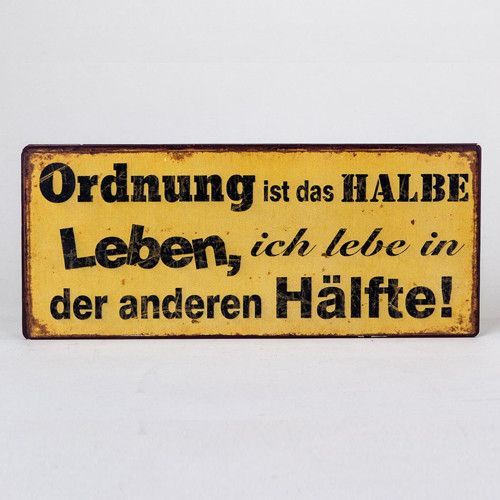 Ordnung ist das HALBE
Leben, ich lebe in
der anderen Hälfte!